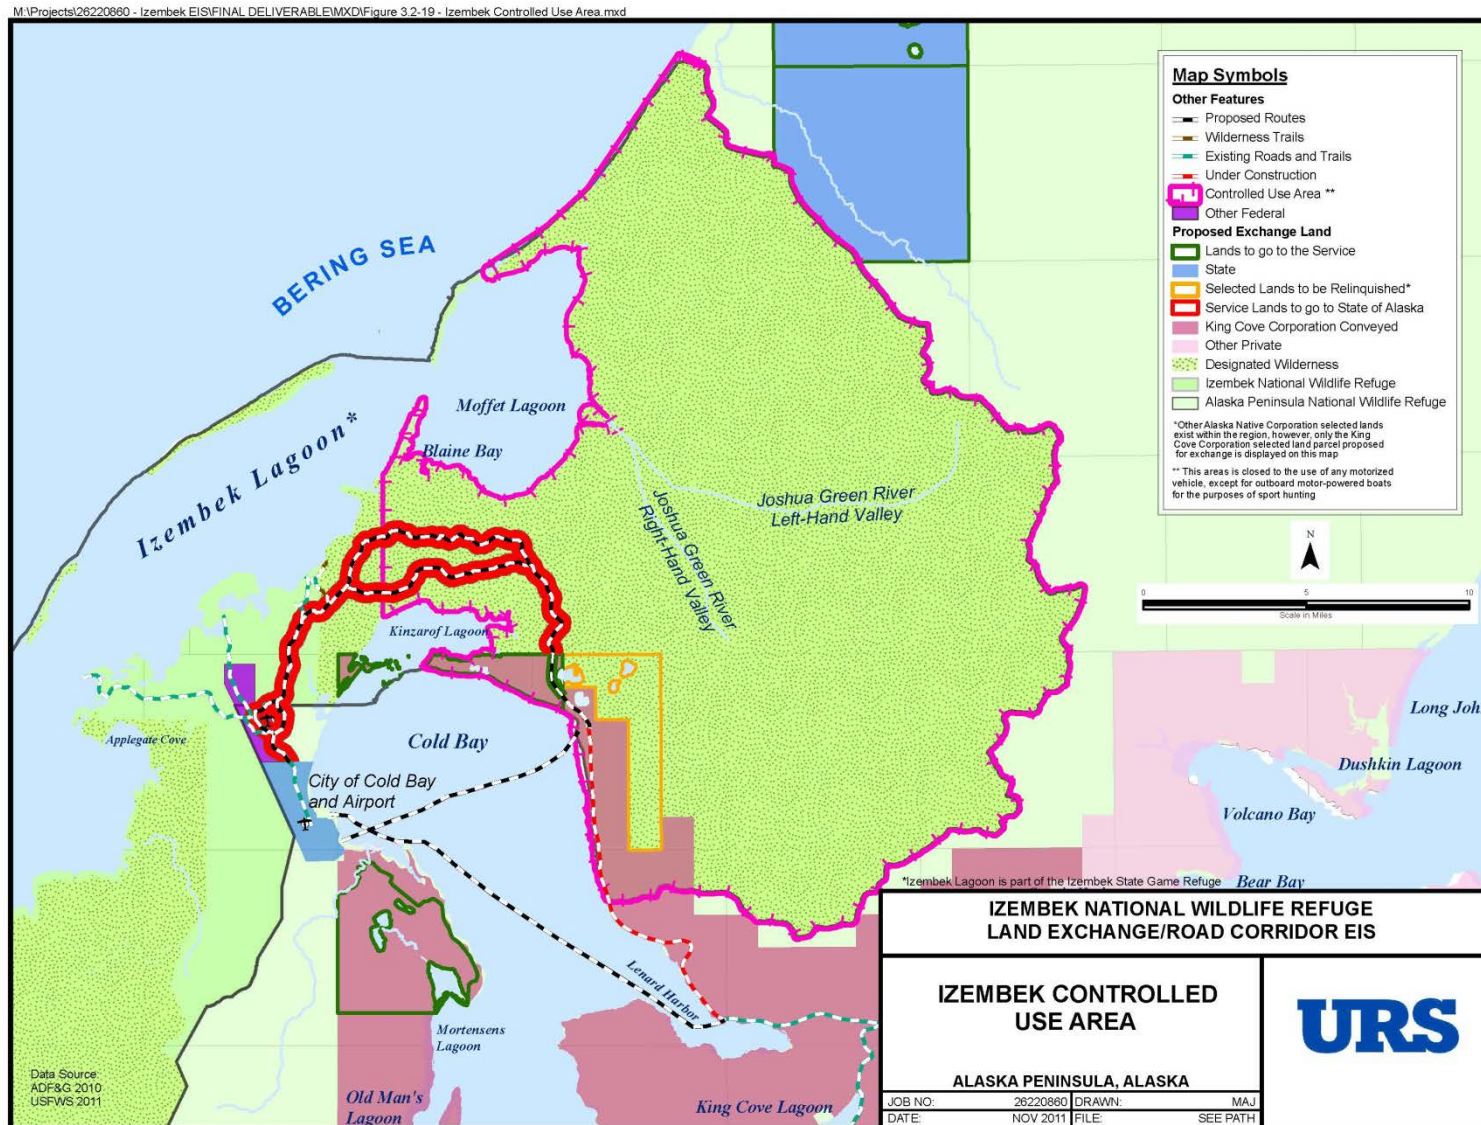 M:\Projects\26220860 - Izembek EIS\FINAL DELIVERABLE\MXD\Figure 3.2-19 - Izembek Controlled Use Area.mxd
Map Symbols
Other Features
Proposed Routes
Wilderness Trails
Existing Roads and Trails
Under Construction
Controlled Use Area **
Other Federal
Proposed Exchange Land
Lands to go to the Service
State
Selected Lands to be Relinquished*
Service Lands to go to State of Alaska
King Cove Corporation Conveyed
Other Private
Designated Wilderness
Izembek National Wildlife Refuge
Alaska Peninsula National Wildlife Refuge
*Other Alaska Native Corporation selected lands
exist within the region, however, only the King
Cove Corporation selected land parcel proposed
for exchange is displayed on this map
** This areas is closed to the use of any motorized
vehicle, except for outboard motor-powered boats
for the purposes of sport hunting
N
0 5 10
Scale in Miles
BERING SEA
Moffet Lagoon
Blaine Bay
Izembek Lagoon*
Joshua Green River
Left-Hand Valley
Joshua Green River
Right-Hand Valley
Kinzarof Lagoon
Applegate Cove
Cold Bay
City of Cold Bay
and Airport
Long Joh
Dushkin Lagoon
Volcano Bay
Bear Bay
*Izembek Lagoon is part of the Izembek State Game Refuge
Lenard Harbor
Mortensens
Lagoon
Old Man's
Lagoon
King Cove Lagoon
Data Source:
ADF&G 2010
USFWS 2011
IZEMBEK NATIONAL WILDLIFE REFUGE
LAND EXCHANGE/ROAD CORRIDOR EIS
IZEMBEK CONTROLLED
USE AREA
ALASKA PENINSULA, ALASKA
URS
JOB NO: 26220860 DRAWN: MAJ
DATE: NOV 2011 FILE: SEE PATH